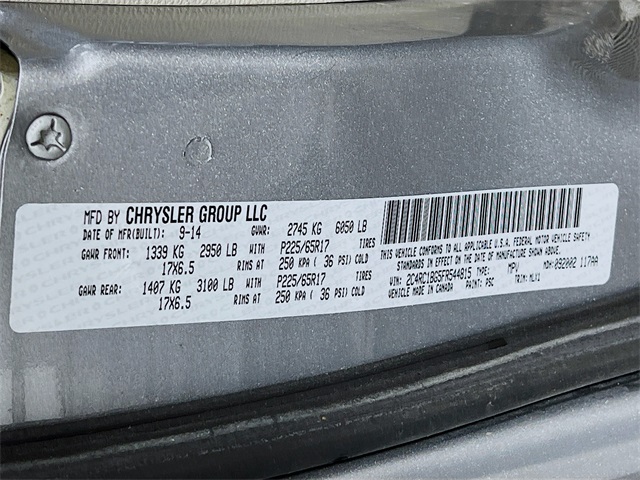 MFD BY CHRYSLER GROUP LLC
DATE OF MFR(BUILT): 9-14 GVWR: 2745 KG 6050 LB
GAWR FRONT: 1339 KG 2950 LB WITH P225/65R17 TIRES
17X6.5 RIMS AT 250 KPA ( 36 PSI) COLD
GAWR REAR: 1407 KG 3100 LB WITH P225/65R17 TIRES
17X6.5 RIMS AT 250 KPA ( 36 PSI) COLD
THIS VEHICLE CONFORMS TO ALL APPLICABLE U.S.A. FEDERAL MOTOR VEHICLE SAFETY
STANDARDS IN EFFECT ON THE DATE OF MANUFACTURE SHOWN ABOVE.
VIN: 2C4RC1BG5FR544815 TYPE: MPV MDH: 092002 117AA
VEHICLE MADE IN CANADA PAINT: PSC TRIM: MLV1